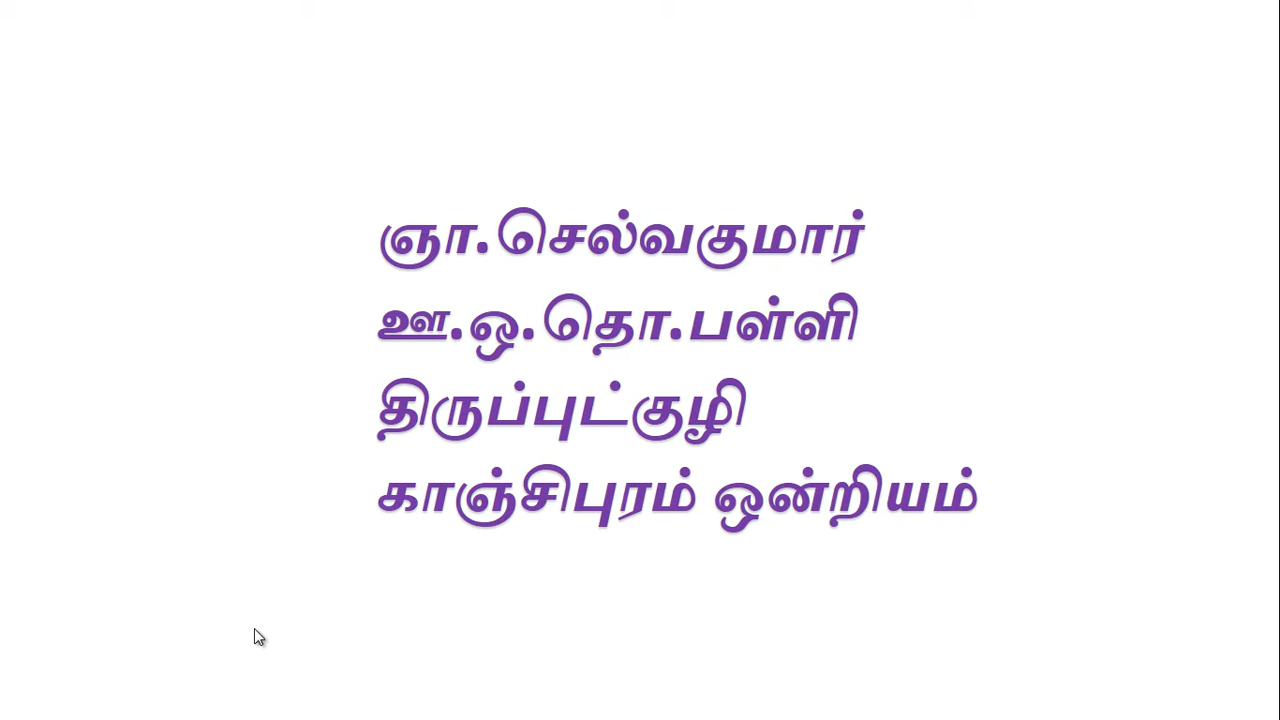 ஞா.செல்வகுமார்
ஊ.ஒ.தொ.பள்ளி
திருப்புட்குழி
காஞ்சிபுரம் ஒன்றியம்